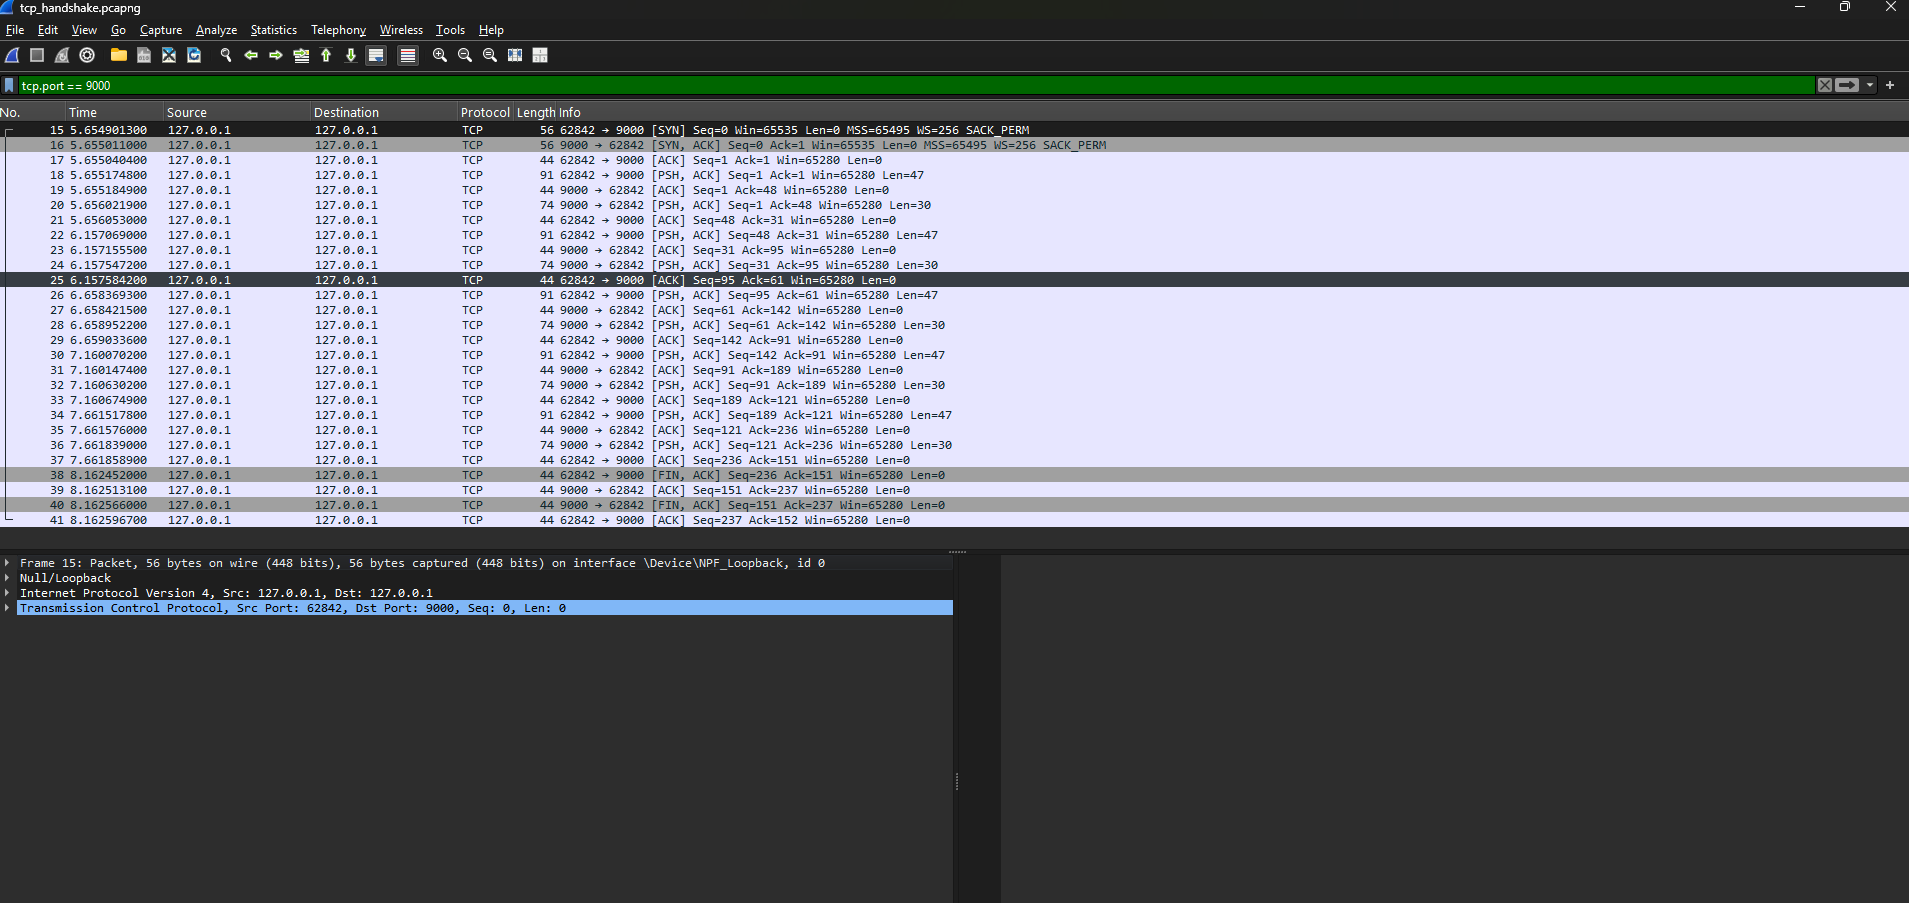 tcp_handshake.pcapng
File Edit View Go Capture Analyze Statistics Telephony Wireless Tools Help
tcp.port == 9000
No. Time Source Destination Protocol Length Info
15 5.654901300 127.0.0.1 127.0.0.1 TCP 56 62842 → 9000 [SYN] Seq=0 Win=65535 Len=0 MSS=65495 WS=256 SACK_PERM
16 5.655011000 127.0.0.1 127.0.0.1 TCP 56 9000 → 62842 [SYN, ACK] Seq=0 Ack=1 Win=65535 Len=0 MSS=65495 WS=256 SACK_PERM
17 5.655040400 127.0.0.1 127.0.0.1 TCP 44 62842 → 9000 [ACK] Seq=1 Ack=1 Win=65280 Len=0
18 5.655174800 127.0.0.1 127.0.0.1 TCP 91 62842 → 9000 [PSH, ACK] Seq=1 Ack=1 Win=65280 Len=47
19 5.655184900 127.0.0.1 127.0.0.1 TCP 44 9000 → 62842 [ACK] Seq=1 Ack=48 Win=65280 Len=0
20 5.656021900 127.0.0.1 127.0.0.1 TCP 74 9000 → 62842 [PSH, ACK] Seq=1 Ack=48 Win=65280 Len=30
21 5.656053000 127.0.0.1 127.0.0.1 TCP 44 62842 → 9000 [ACK] Seq=48 Ack=31 Win=65280 Len=0
22 6.157069000 127.0.0.1 127.0.0.1 TCP 91 62842 → 9000 [PSH, ACK] Seq=48 Ack=31 Win=65280 Len=47
23 6.157155500 127.0.0.1 127.0.0.1 TCP 44 9000 → 62842 [ACK] Seq=31 Ack=95 Win=65280 Len=0
24 6.157547200 127.0.0.1 127.0.0.1 TCP 74 9000 → 62842 [PSH, ACK] Seq=31 Ack=95 Win=65280 Len=30
25 6.157584200 127.0.0.1 127.0.0.1 TCP 44 62842 → 9000 [ACK] Seq=95 Ack=61 Win=65280 Len=0
26 6.658369300 127.0.0.1 127.0.0.1 TCP 91 62842 → 9000 [PSH, ACK] Seq=95 Ack=61 Win=65280 Len=47
27 6.658421500 127.0.0.1 127.0.0.1 TCP 44 9000 → 62842 [ACK] Seq=61 Ack=142 Win=65280 Len=0
28 6.658952200 127.0.0.1 127.0.0.1 TCP 74 9000 → 62842 [PSH, ACK] Seq=61 Ack=142 Win=65280 Len=30
29 6.659033600 127.0.0.1 127.0.0.1 TCP 44 62842 → 9000 [ACK] Seq=142 Ack=91 Win=65280 Len=0
30 7.160070200 127.0.0.1 127.0.0.1 TCP 91 62842 → 9000 [PSH, ACK] Seq=142 Ack=91 Win=65280 Len=47
31 7.160147400 127.0.0.1 127.0.0.1 TCP 44 9000 → 62842 [ACK] Seq=91 Ack=189 Win=65280 Len=0
32 7.160630200 127.0.0.1 127.0.0.1 TCP 74 9000 → 62842 [PSH, ACK] Seq=91 Ack=189 Win=65280 Len=30
33 7.160674900 127.0.0.1 127.0.0.1 TCP 44 62842 → 9000 [ACK] Seq=189 Ack=121 Win=65280 Len=0
34 7.661517800 127.0.0.1 127.0.0.1 TCP 91 62842 → 9000 [PSH, ACK] Seq=189 Ack=121 Win=65280 Len=47
35 7.661576000 127.0.0.1 127.0.0.1 TCP 44 9000 → 62842 [ACK] Seq=121 Ack=236 Win=65280 Len=0
36 7.661839000 127.0.0.1 127.0.0.1 TCP 74 9000 → 62842 [PSH, ACK] Seq=121 Ack=236 Win=65280 Len=30
37 7.661858900 127.0.0.1 127.0.0.1 TCP 44 62842 → 9000 [ACK] Seq=236 Ack=151 Win=65280 Len=0
38 8.162452000 127.0.0.1 127.0.0.1 TCP 44 62842 → 9000 [FIN, ACK] Seq=236 Ack=151 Win=65280 Len=0
39 8.162513100 127.0.0.1 127.0.0.1 TCP 44 9000 → 62842 [ACK] Seq=151 Ack=237 Win=65280 Len=0
40 8.162566000 127.0.0.1 127.0.0.1 TCP 44 9000 → 62842 [FIN, ACK] Seq=151 Ack=237 Win=65280 Len=0
41 8.162596700 127.0.0.1 127.0.0.1 TCP 44 62842 → 9000 [ACK] Seq=237 Ack=152 Win=65280 Len=0
Frame 15: Packet, 56 bytes on wire (448 bits), 56 bytes captured (448 bits) on interface \Device\NPF_Loopback, id 0
Null/Loopback
Internet Protocol Version 4, Src: 127.0.0.1, Dst: 127.0.0.1
Transmission Control Protocol, Src Port: 62842, Dst Port: 9000, Seq: 0, Len: 0